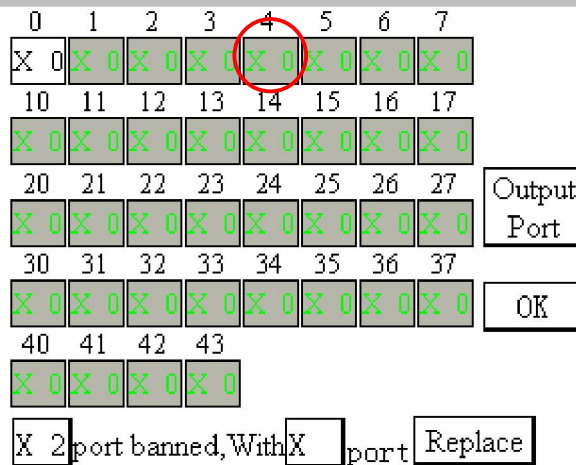 0 1 2 3 4 5 6 7
X 0 X 0 X 0 X 0 X 0 X 0 X 0 X 0
10 11 12 13 14 15 16 17
X 0 X 0 X 0 X 0 X 0 X 0 X 0 X 0
20 21 22 23 24 25 26 27
X 0 X 0 X 0 X 0 X 0 X 0 X 0 X 0
Output
Port
30 31 32 33 34 35 36 37
X 0 X 0 X 0 X 0 X 0 X 0 X 0 X 0
OK
40 41 42 43
X 0 X 0 X 0 X 0
X 2 port banned,With X port Replace